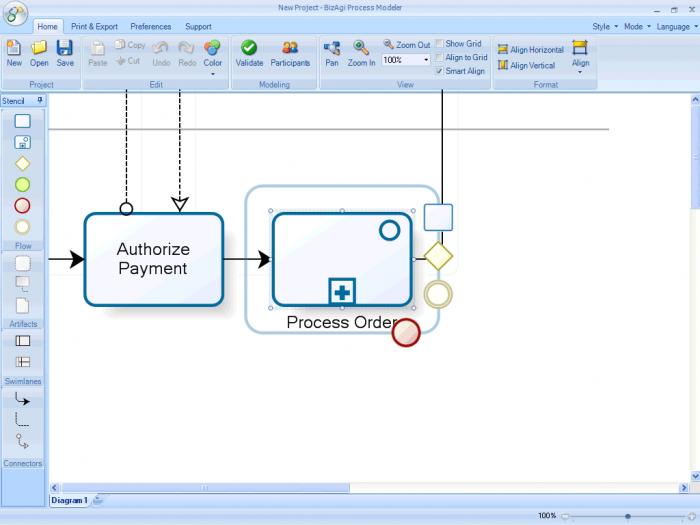 New Project - BizAgi Process Modeler
Home
Print & Export
Preferences
Support
Style
Mode
Language
New
Open
Save
Project
Paste
Copy
Cut
Undo
Redo
Color
Edit
Validate
Participants
Modeling
Pan
Zoom In
Zoom Out
100%
Show Grid
Align to Grid
Smart Align
View
Align Horizontal
Align Vertical
Align
Format
Stencil
Flow
Artifacts
Swimlanes
Connectors
Authorize
Payment
Process Order
Diagram 1
100%